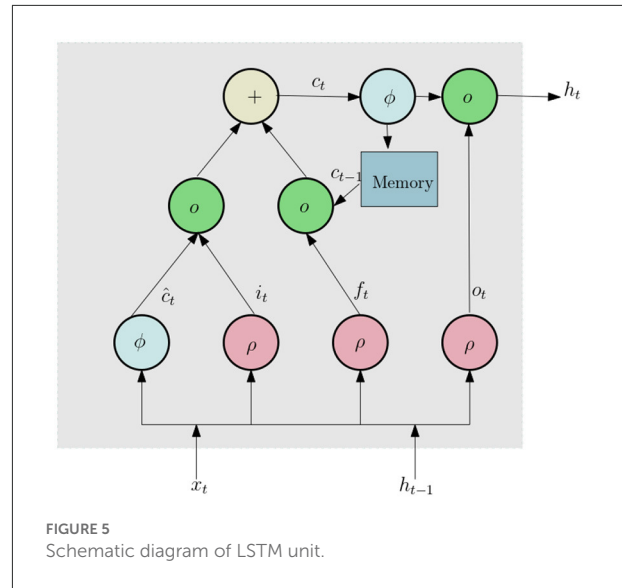 +
c_t
ϕ
o
h_t
o
o
c_{t-1}
Memory
ĉ_t
i_t
f_t
o_t
ϕ
ρ
ρ
ρ
x_t
h_{t-1}
FIGURE 5
Schematic diagram of LSTM unit.